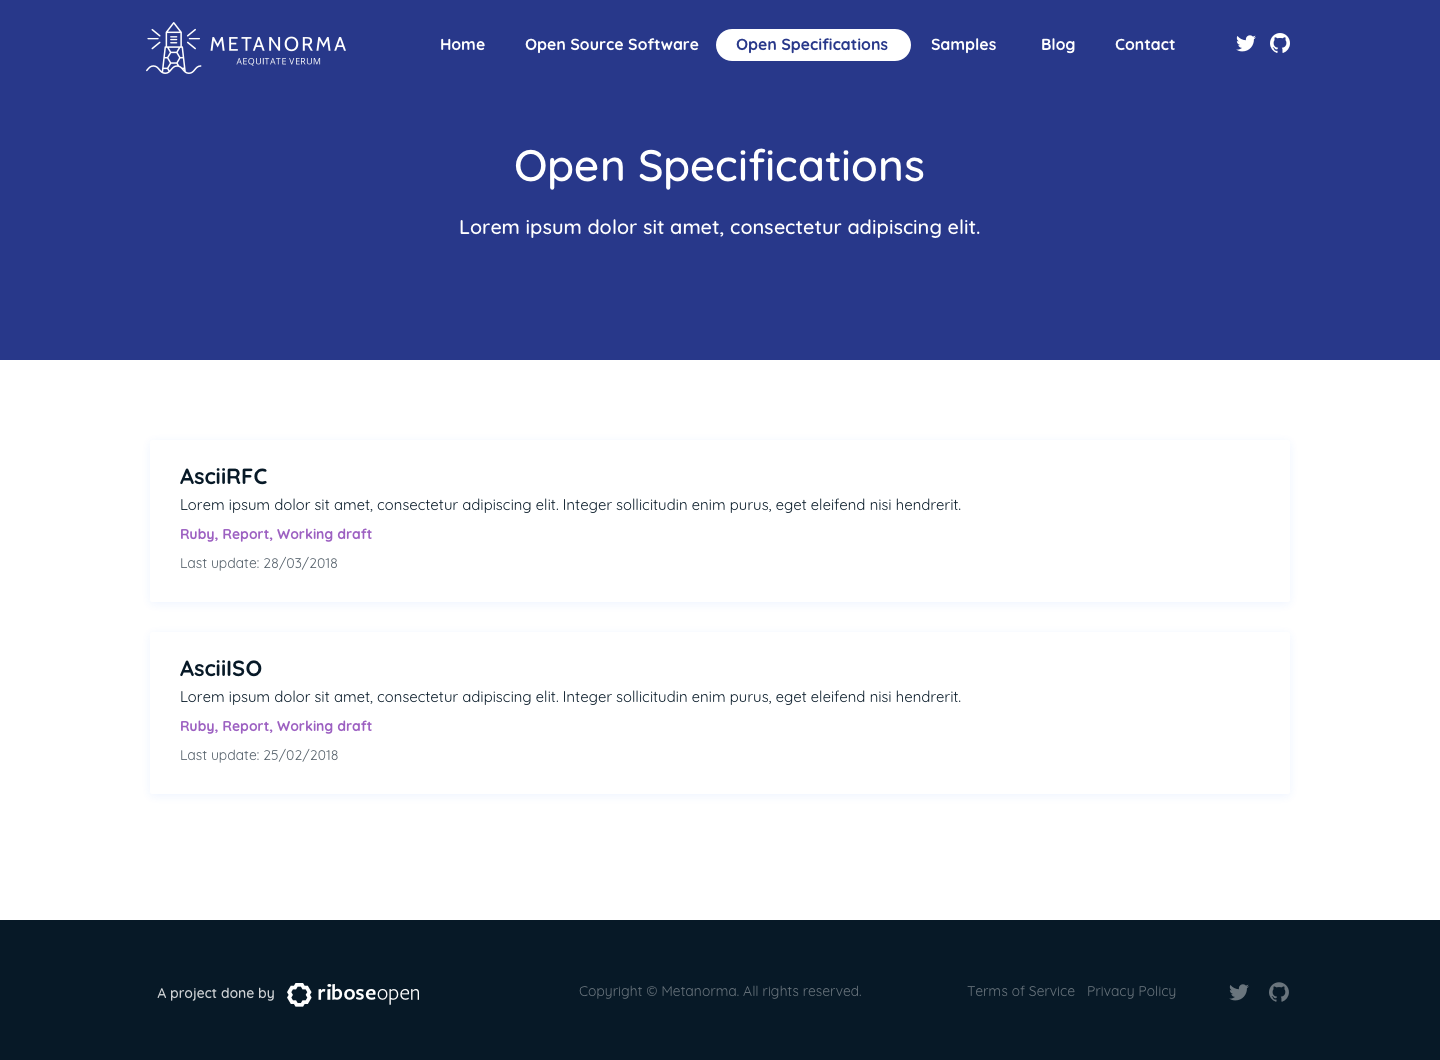 METANORMA
AEQUITATE VERUM
Home Open Source Software Open Specifications Samples Blog Contact
Open Specifications
Lorem ipsum dolor sit amet, consectetur adipiscing elit.
AsciiRFC
Lorem ipsum dolor sit amet, consectetur adipiscing elit. Integer sollicitudin enim purus, eget eleifend nisi hendrerit.
Ruby, Report, Working draft
Last update: 28/03/2018
AsciiISO
Lorem ipsum dolor sit amet, consectetur adipiscing elit. Integer sollicitudin enim purus, eget eleifend nisi hendrerit.
Ruby, Report, Working draft
Last update: 25/02/2018
A project done by riboseopen Copyright © Metanorma. All rights reserved. Terms of Service Privacy Policy